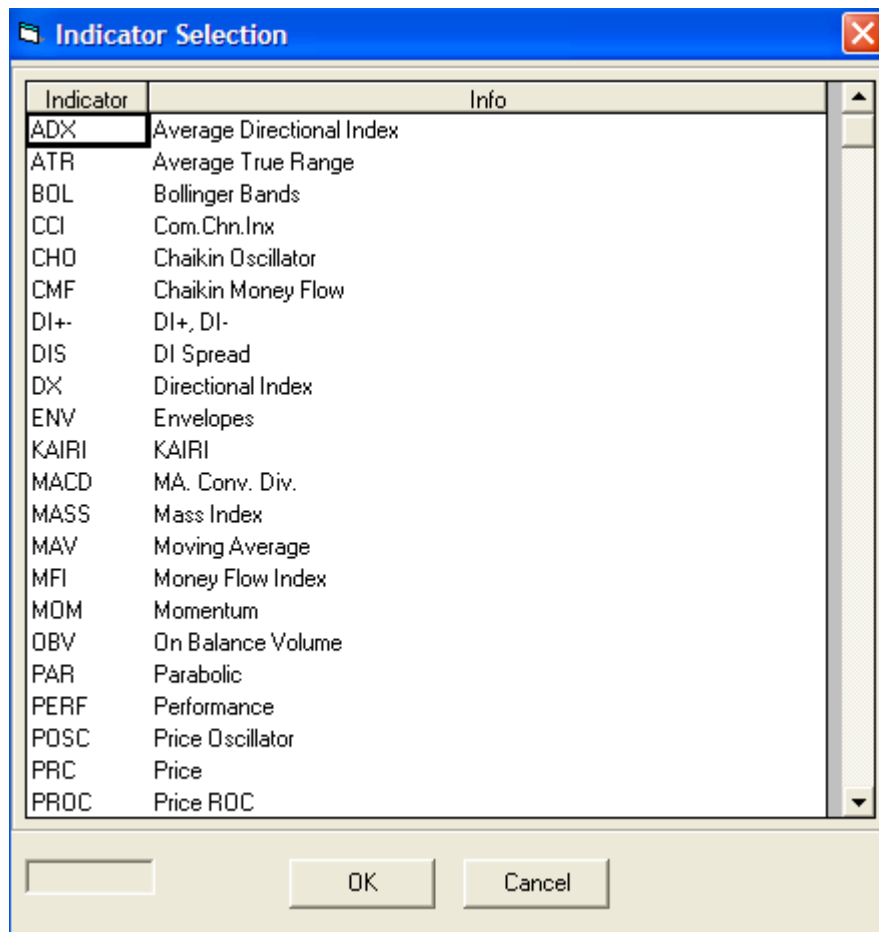 Indicator Selection
Indicator Info
ADX Average Directional Index
ATR Average True Range
BOL Bollinger Bands
CCI Com.Chn.Inx
CHO Chaikin Oscillator
CMF Chaikin Money Flow
DI+- DI+, DI-
DIS DI Spread
DX Directional Index
ENV Envelopes
KAIRI KAIRI
MACD MA. Conv. Div.
MASS Mass Index
MAV Moving Average
MFI Money Flow Index
MOM Momentum
OBV On Balance Volume
PAR Parabolic
PERF Performance
POSC Price Oscillator
PRC Price
PROC Price ROC
OK Cancel